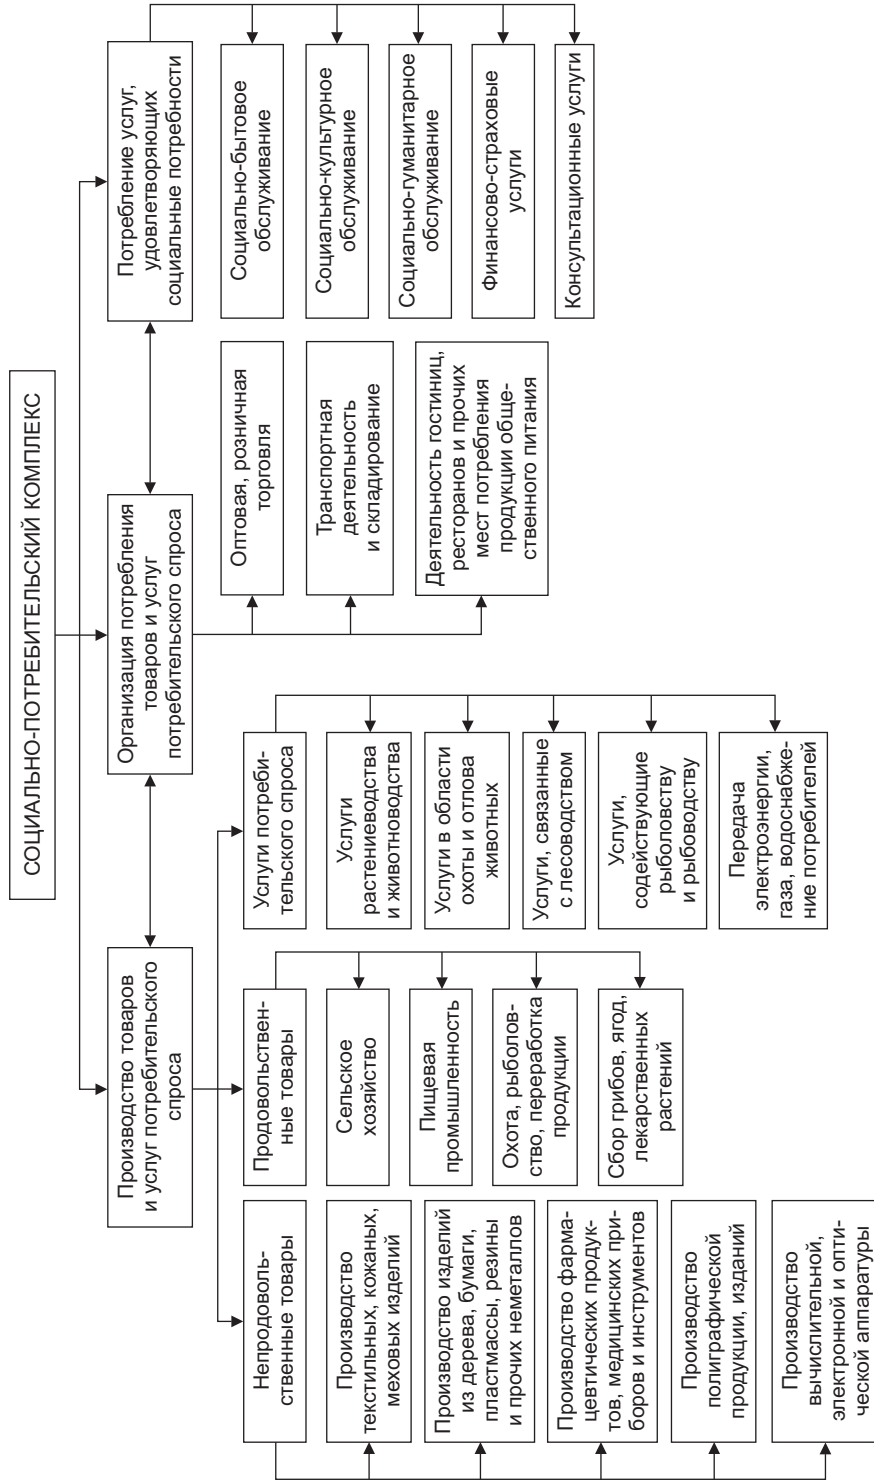 СОЦИАЛЬНО-ПОТРЕБИТЕЛЬСКИЙ КОМПЛЕКС
Производство товаров
и услуг потребительского
спроса
Организация потребления
товаров и услуг
потребительского спроса
Потребление услуг,
удовлетворяющих
социальные потребности
Непродоволь-
ственные товары
Производство
текстильных, кожаных,
меховых изделий
Производство изделий
из дерева, бумаги,
пластмассы, резины
и прочих неметаллов
Производство фарма-
цевтических продук-
тов, медицинских при-
боров и инструментов
Производство
полиграфической
продукции, изданий
Производство
вычислительной,
электронной и опти-
ческой аппаратуры
Продовольствен-
ные товары
Сельское
хозяйство
Пищевая
промышленность
Охота, рыболов-
ство, переработка
продукции
Сбор грибов, ягод,
лекарственных
растений
Услуги потреби-
тельского спроса
Услуги
растениеводства
и животноводства
Услуги в области
охоты и отлова
животных
Услуги, связанные
с лесоводством
Услуги,
содействующие
рыболовству
и рыбоводству
Передача
электроэнергии,
газа, водоснабже-
ние потребителей
Оптовая, розничная
торговля
Транспортная
деятельность
и складирование
Деятельность гостиниц,
ресторанов и прочих
мест потребления
продукции обще-
ственного питания
Социально-бытовое
обслуживание
Социально-культурное
обслуживание
Социально-гуманитарное
обслуживание
Финансово-страховые
услуги
Консультационные услуги